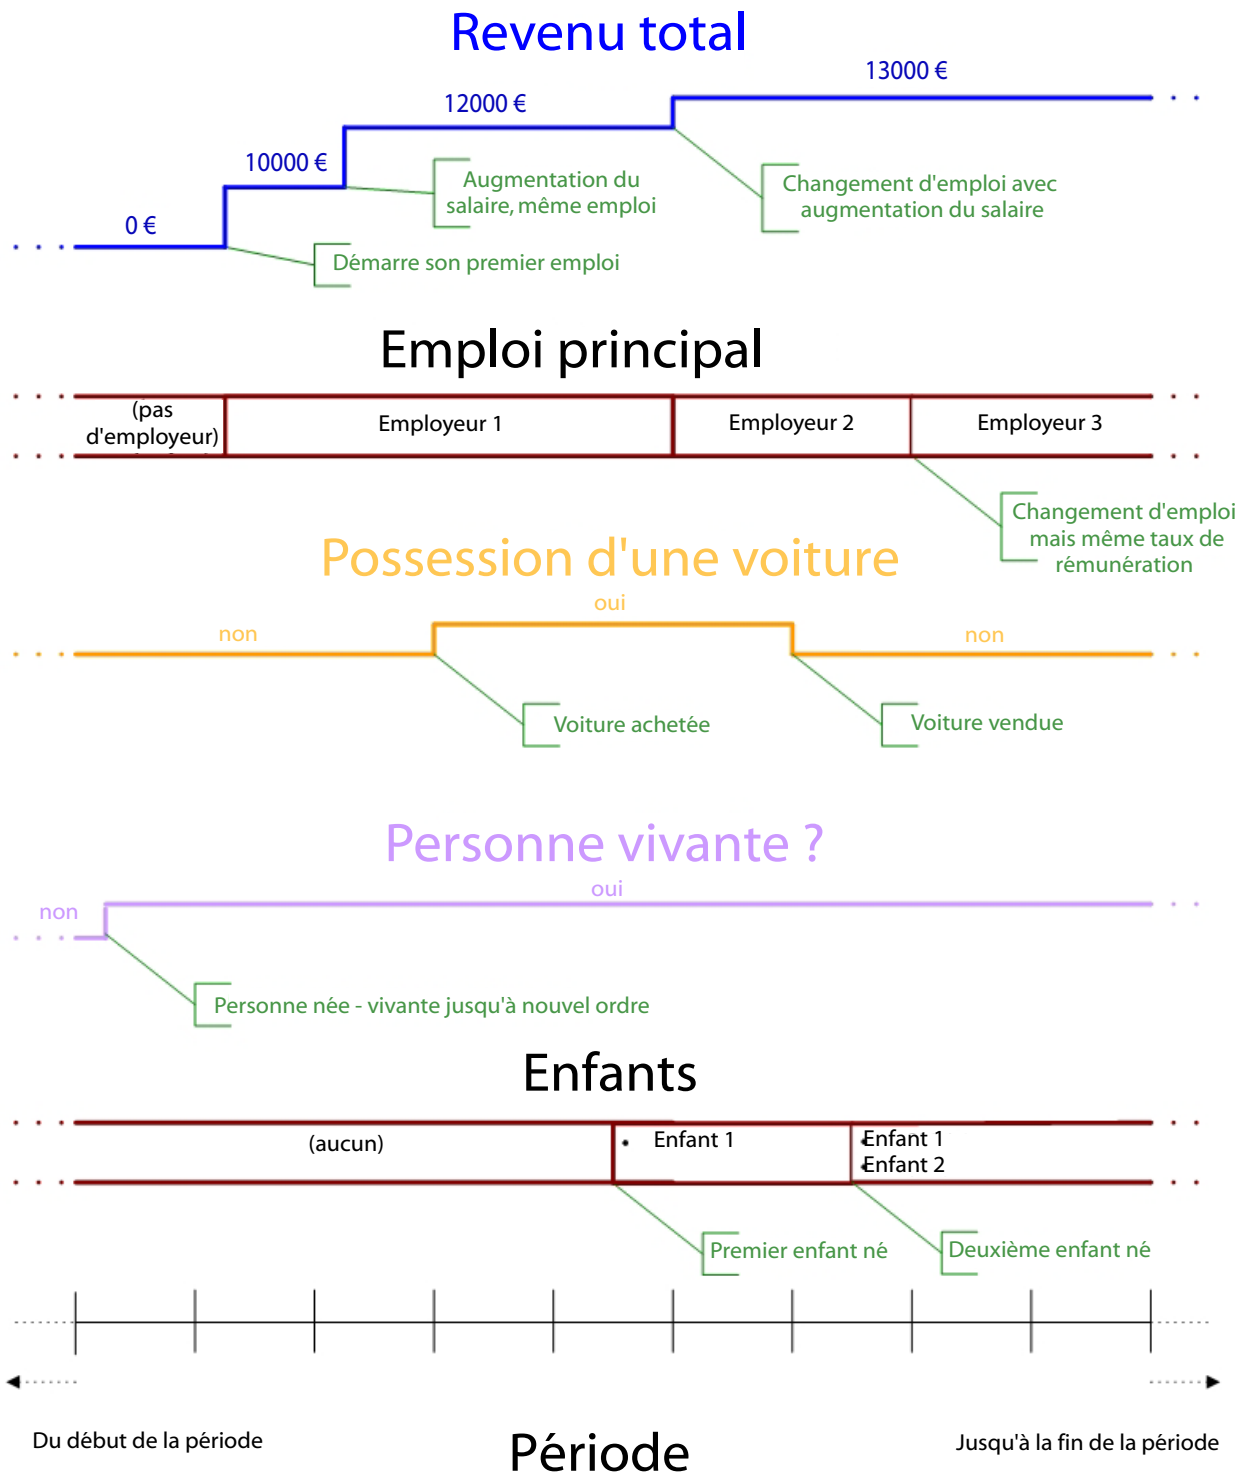 Revenu total
13000 €
12000 €
10000 €
Augmentation du
salaire, même emploi
Changement d'emploi avec
augmentation du salaire
0 €
Démarre son premier emploi
Emploi principal
(pas
d'employeur)
Employeur 1
Employeur 2
Employeur 3
Changement d'emploi
mais même taux de
rémunération
Possession d'une voiture
oui
non
non
Voiture achetée
Voiture vendue
Personne vivante ?
oui
non
Personne née - vivante jusqu'à nouvel ordre
Enfants
(aucun)
• Enfant 1
• Enfant 1
• Enfant 2
Premier enfant né
Deuxième enfant né
Du début de la période
Période
Jusqu'à la fin de la période